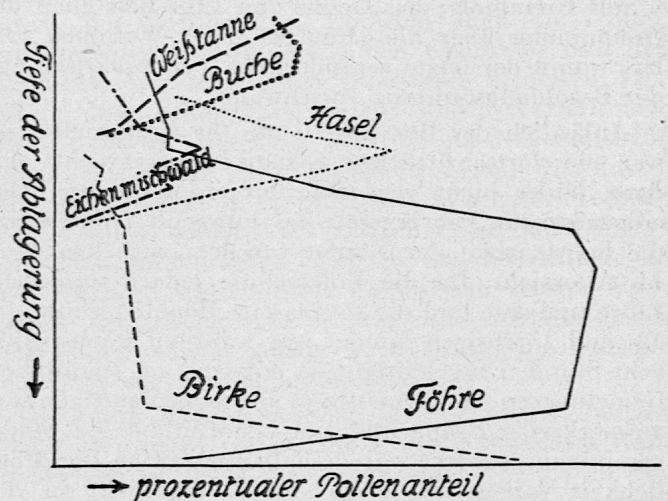 Weißtanne
Buche
Hasel
Eichenmischwald
Tiefe der Ablagerung
Birke
Föhre
prozentualer Pollenanteil